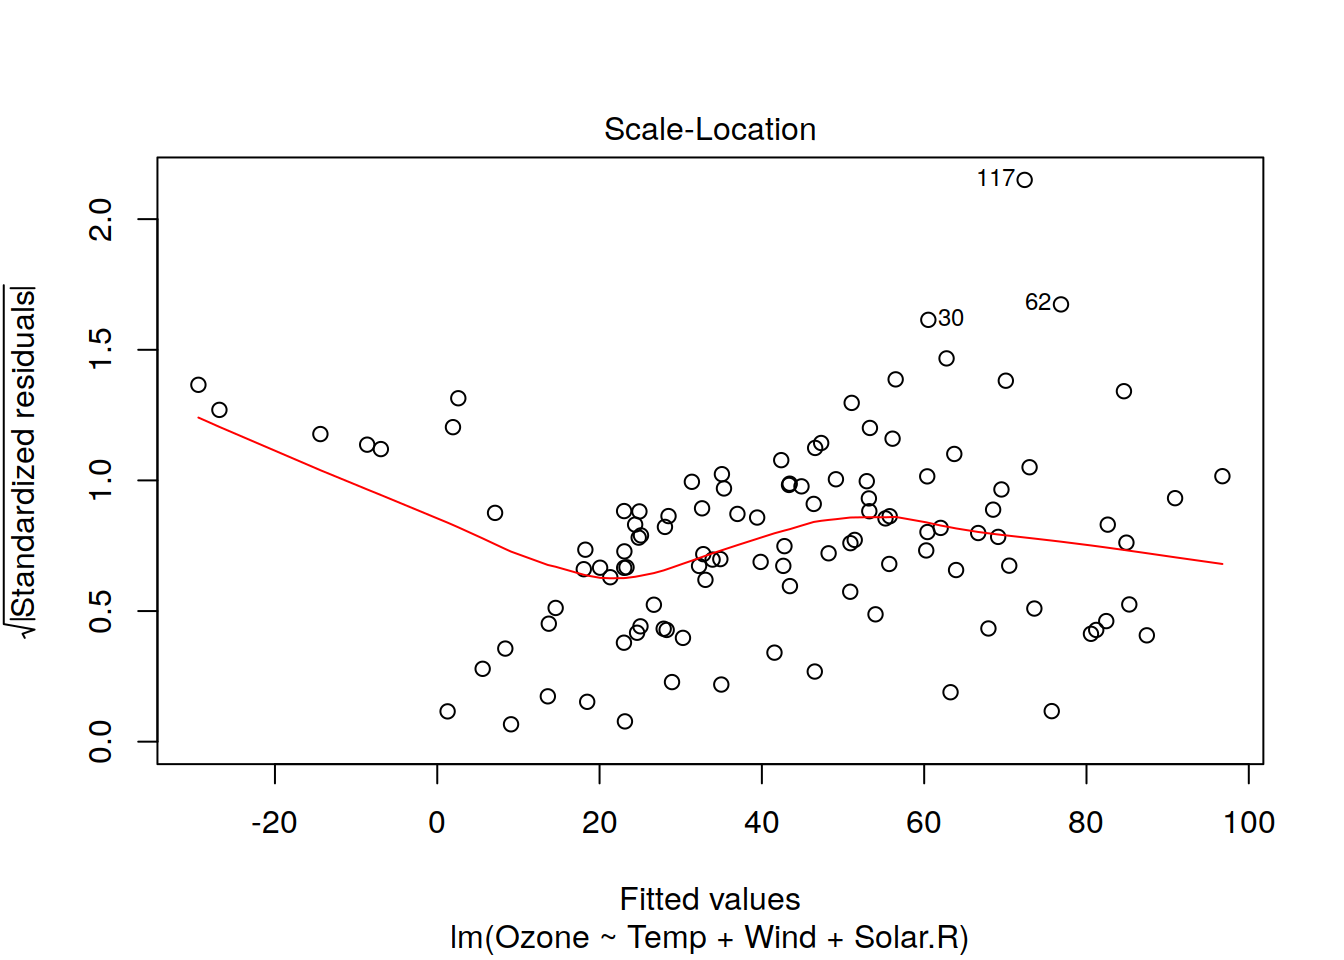 Scale-Location
√|Standardized residuals|
2.0
1.5
1.0
0.5
0.0
117
62
30
-20 0 20 40 60 80 100
Fitted values
lm(Ozone ~ Temp + Wind + Solar.R)